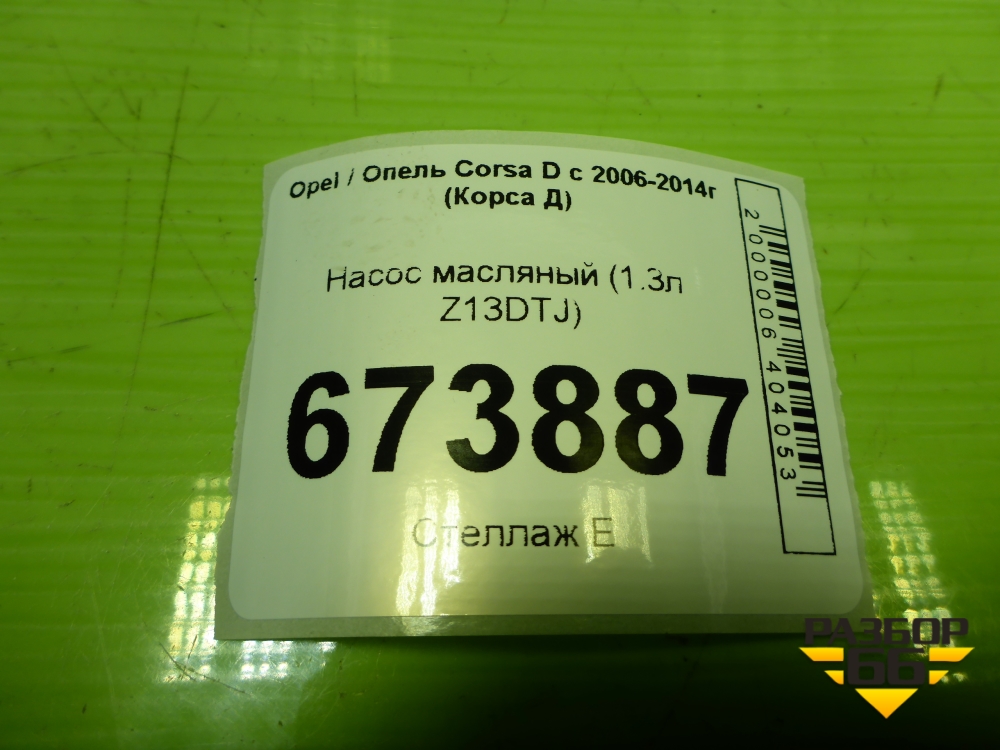 Opel / Опель Corsa D с 2006-2014г
(Корса Д)
Насос масляный (1.3л
Z13DTJ)
673887
Стеллаж Е
2000006404053
РАЗБОР
66